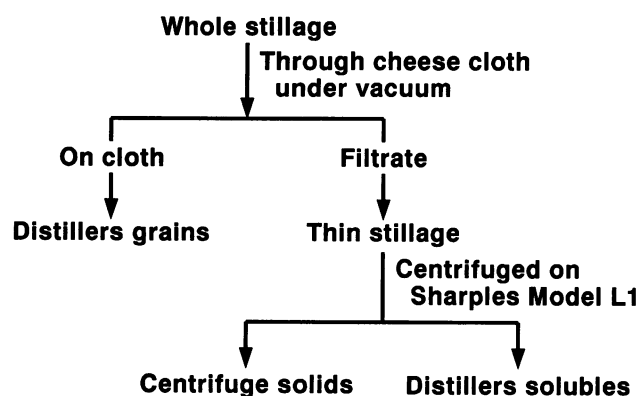 Whole stillage
Through cheese cloth
under vacuum
On cloth
Filtrate
Distillers grains
Thin stillage
Centrifuged on
Sharples Model L1
Centrifuge solids
Distillers solubles